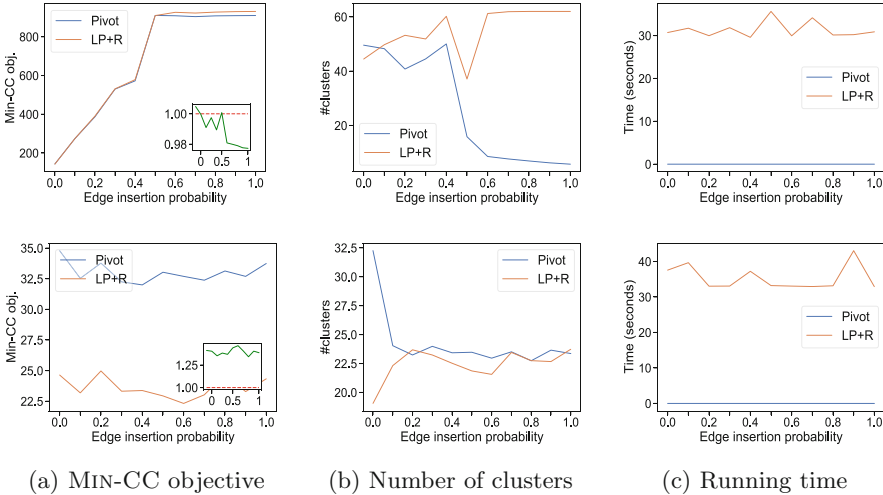 Min-CC obj.
800
600
400
200
Pivot
LP+R
1.00
0.98
0 0.5 1
0.0 0.2 0.4 0.6 0.8 1.0
Edge insertion probability
#clusters
60
40
20
Pivot
LP+R
0.0 0.2 0.4 0.6 0.8 1.0
Edge insertion probability
Time (seconds)
30
20
10
0
Pivot
LP+R
0.0 0.2 0.4 0.6 0.8 1.0
Edge insertion probability
Min-CC obj.
35.0
32.5
30.0
27.5
25.0
22.5
Pivot
LP+R
1.25
1.00
0 0.5 1
0.0 0.2 0.4 0.6 0.8 1.0
Edge insertion probability
#clusters
32.5
30.0
27.5
25.0
22.5
20.0
Pivot
LP+R
0.0 0.2 0.4 0.6 0.8 1.0
Edge insertion probability
Time (seconds)
40
30
20
10
0
Pivot
LP+R
0.0 0.2 0.4 0.6 0.8 1.0
Edge insertion probability
(a) MIN-CC objective
(b) Number of clusters
(c) Running time